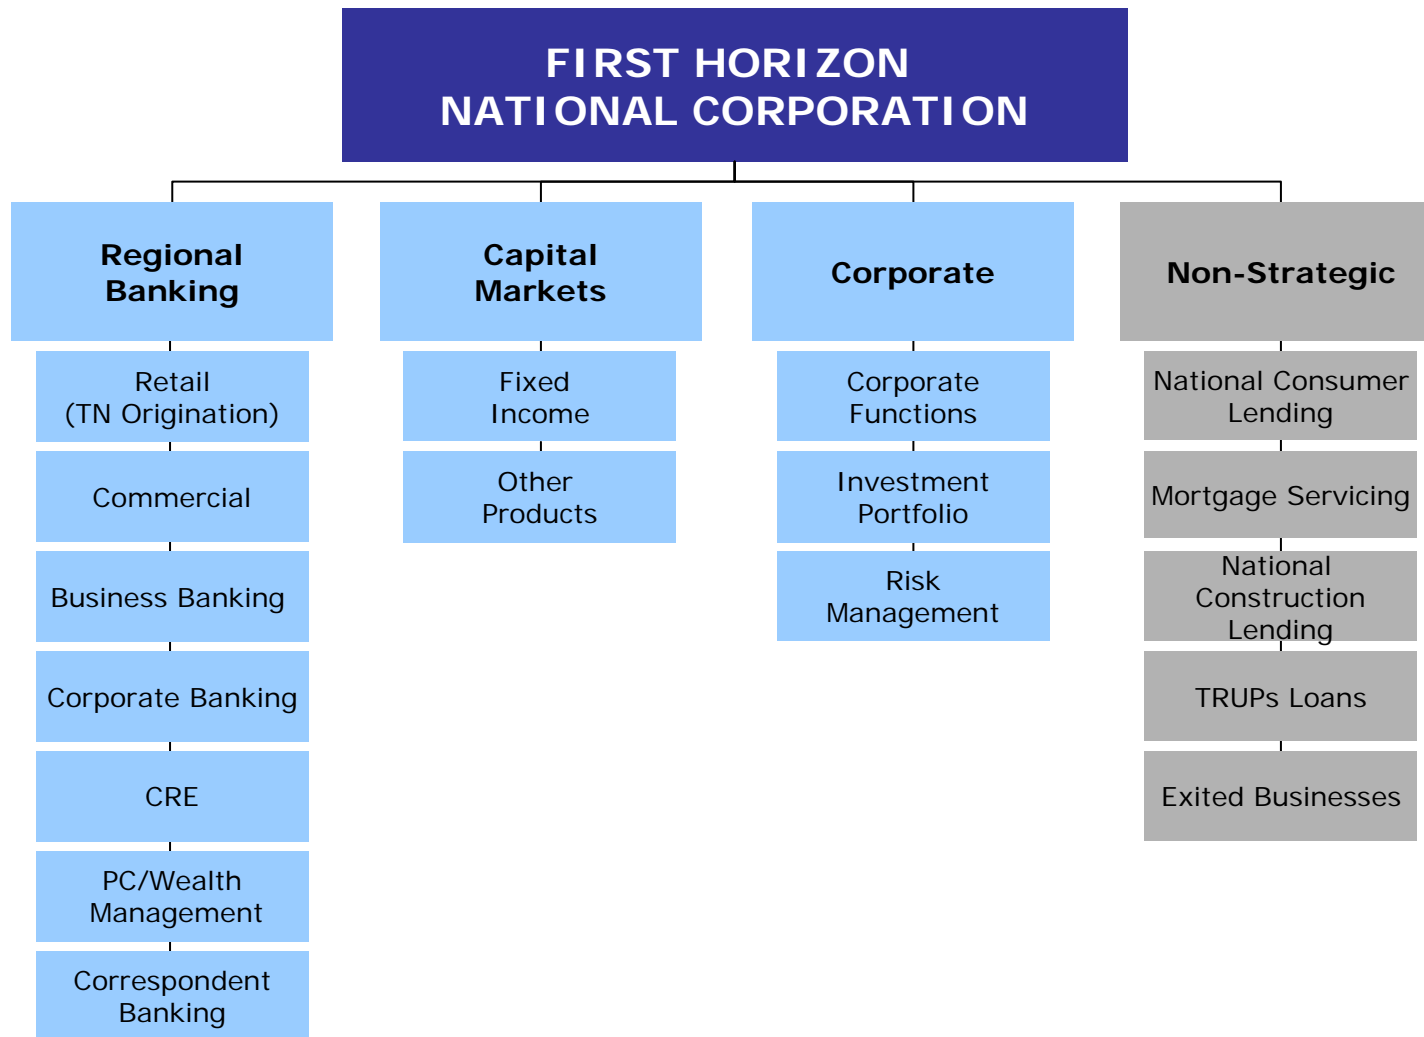 FIRST HORIZON
NATIONAL CORPORATION
Regional
Banking
Retail
(TN Origination)
Commercial
Business Banking
Corporate Banking
CRE
PC/Wealth
Management
Correspondent
Banking
Capital
Markets
Fixed
Income
Other
Products
Corporate
Corporate
Functions
Investment
Portfolio
Risk
Management
Non-Strategic
National Consumer
Lending
Mortgage Servicing
National
Construction
Lending
TRUPs Loans
Exited Businesses